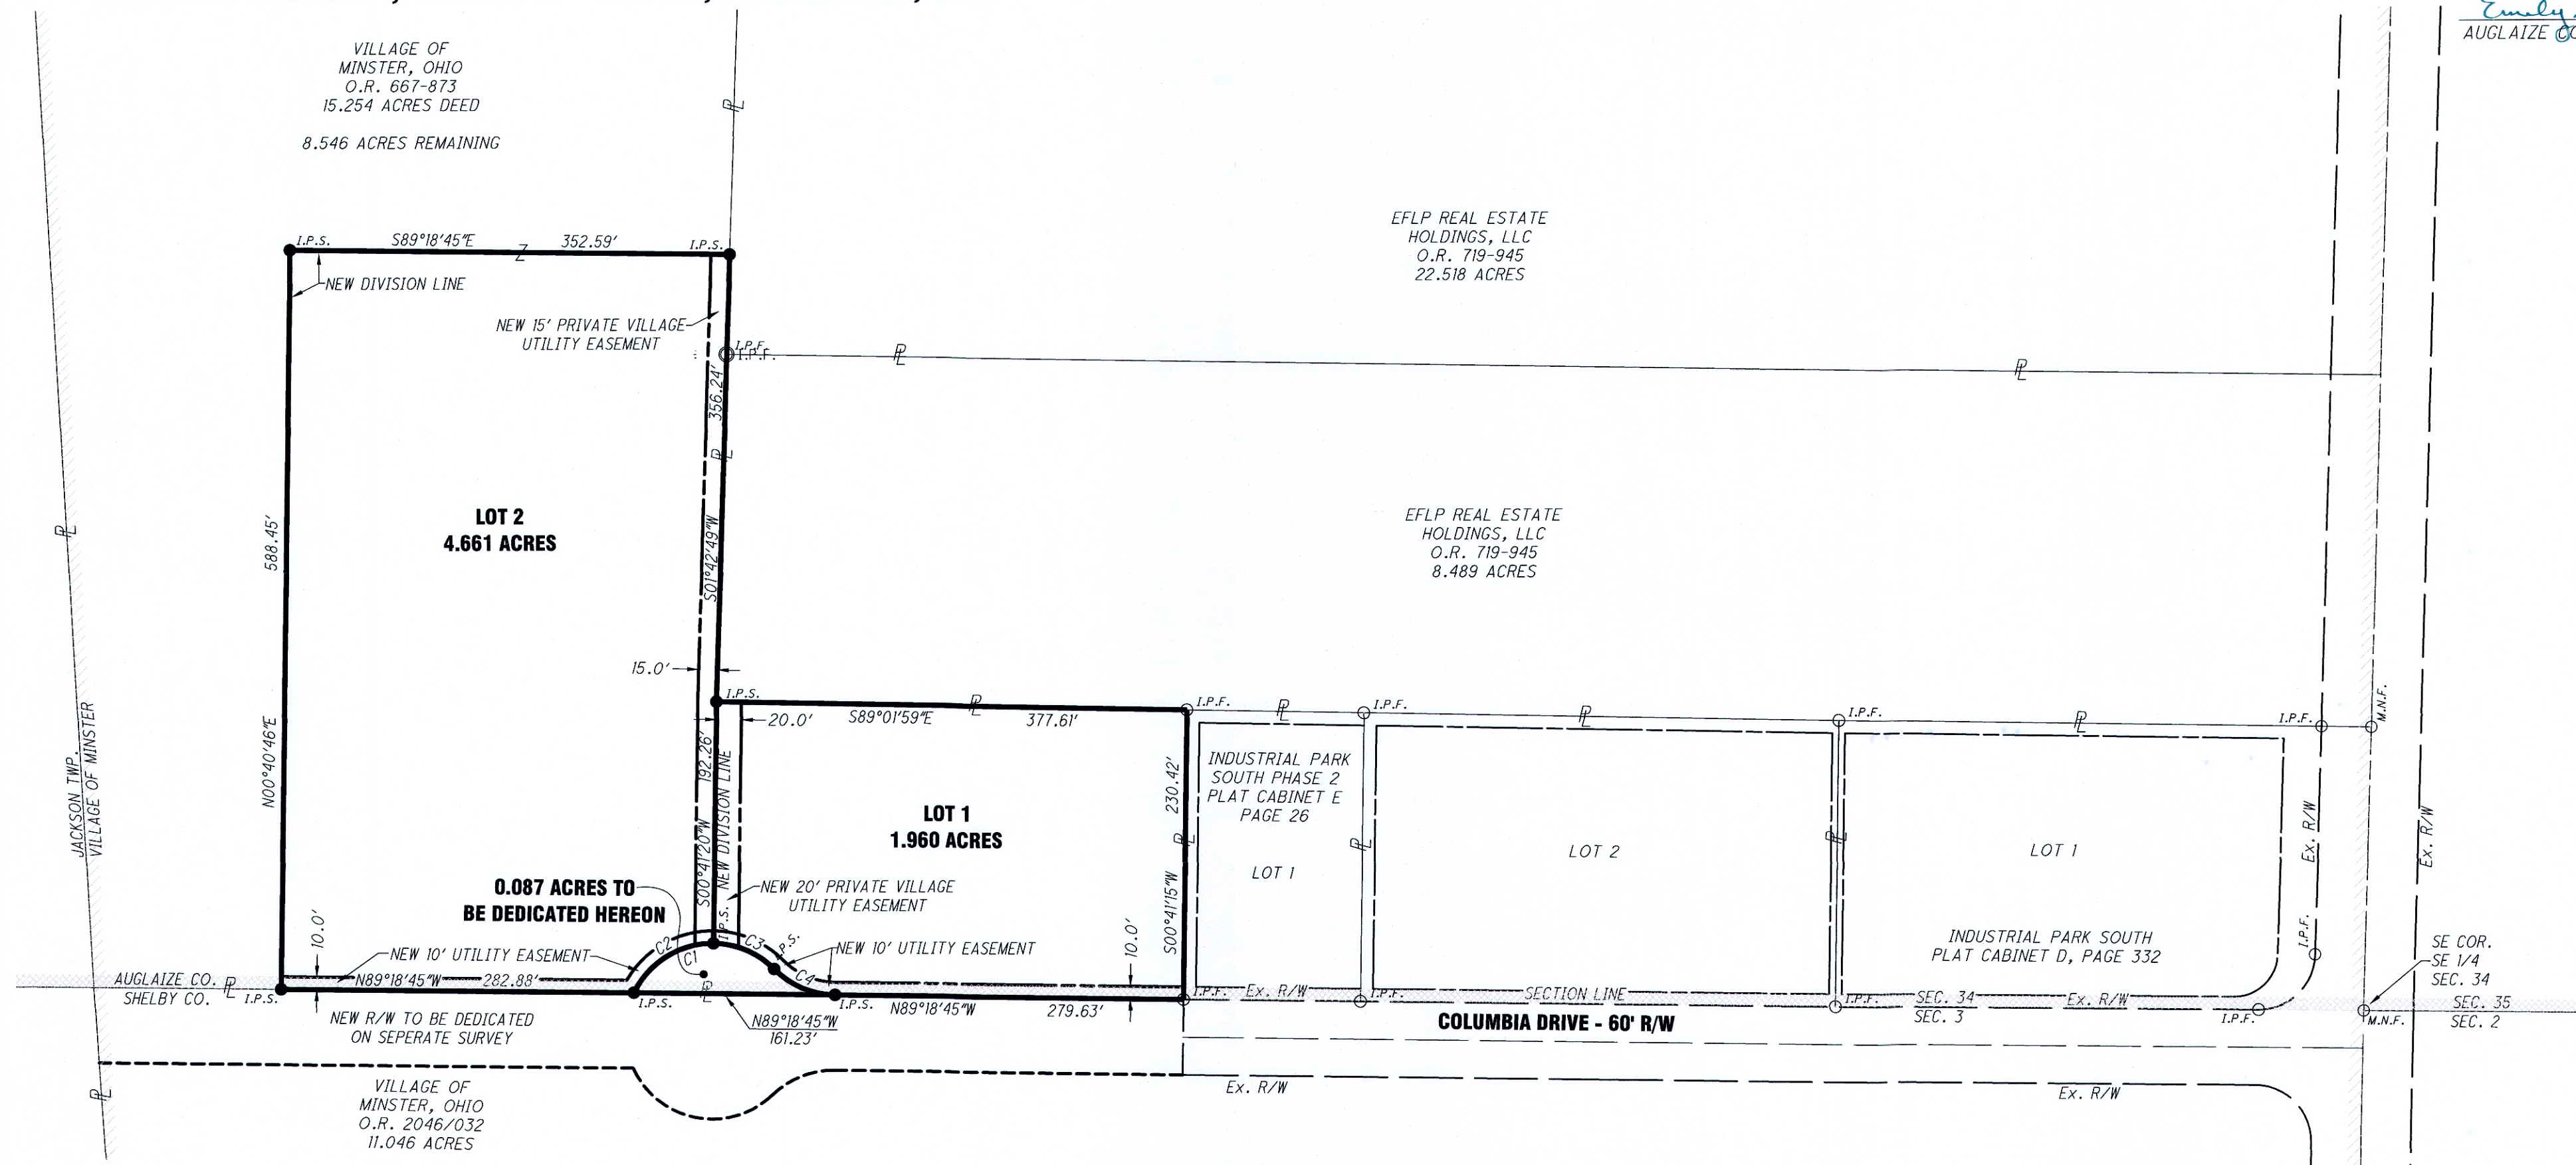 Emily
AUGLAIZE CO
VILLAGE OF
MINSTER, OHIO
O.R. 667-873
15.254 ACRES DEED
8.546 ACRES REMAINING
EFLP REAL ESTATE
HOLDINGS, LLC
O.R. 719-945
22.518 ACRES
I.P.S.
S89°18'45"E
352.59'
I.P.S.
NEW DIVISION LINE
NEW 15' PRIVATE VILLAGE
UTILITY EASEMENT
I.P.F.
I.P.F.
356.24'
S01°42'49"W
LOT 2
4.661 ACRES
588.45'
N00°40'46"E
EFLP REAL ESTATE
HOLDINGS, LLC
O.R. 719-945
8.489 ACRES
15.0'
I.P.S.
20.0'
S89°01'59"E
377.61'
I.P.F.
I.P.F.
I.P.F.
I.P.F.
M.N.F.
JACKSON TWP.
VILLAGE OF MINSTER
192.26'
S00°41'20"W
NEW DIVISION LINE
I.P.S.
LOT 1
1.960 ACRES
230.42'
S00°41'15"W
INDUSTRIAL PARK
SOUTH PHASE 2
PLAT CABINET E
PAGE 26
LOT 1
LOT 2
LOT 1
Ex. R/W
Ex. R/W
0.087 ACRES TO
BE DEDICATED HEREON
NEW 20' PRIVATE VILLAGE
UTILITY EASEMENT
10.0'
NEW 10' UTILITY EASEMENT
C2
C1
C3
I.P.S.
C4
NEW 10' UTILITY EASEMENT
10.0'
INDUSTRIAL PARK SOUTH
PLAT CABINET D, PAGE 332
I.P.F.
SE COR.
SE 1/4
SEC. 34
AUGLAIZE CO.
SHELBY CO.
I.P.S.
N89°18'45"W
282.88'
I.P.S.
I.P.S.
N89°18'45"W
279.63'
I.P.F.
Ex. R/W
I.P.F.
SECTION LINE
I.P.F.
SEC. 34
SEC. 3
Ex. R/W
I.P.F.
M.N.F.
SEC. 35
SEC. 2
NEW R/W TO BE DEDICATED
ON SEPERATE SURVEY
N89°18'45"W
161.23'
COLUMBIA DRIVE - 60' R/W
VILLAGE OF
MINSTER, OHIO
O.R. 2046/032
11.046 ACRES
Ex. R/W
Ex. R/W